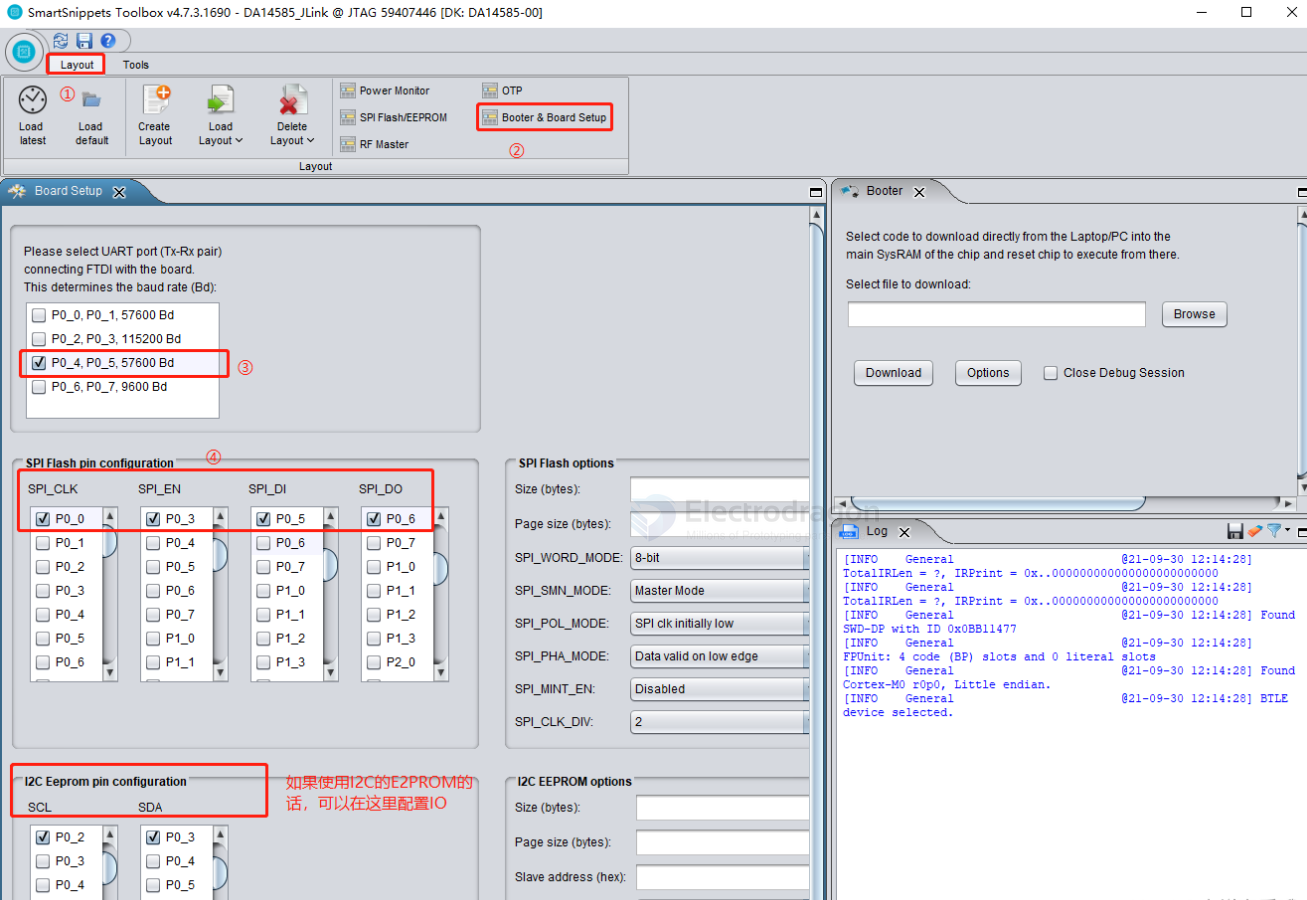 SmartSnippets Toolbox v4.7.3.1690 - DA14585_JLink @ JTAG 59407446 [DK: DA14585-00]
Layout
Tools
①
Load latest
Load default
Create Layout
Load Layout
Delete Layout
Power Monitor
SPI Flash/EEPROM
RF Master
OTP
Booter & Board Setup
②
Layout
Board Setup
Please select UART port (Tx-Rx pair)
connecting FTDI with the board.
This determines the baud rate (Bd):
P0_0, P0_1, 57600 Bd
P0_2, P0_3, 115200 Bd
P0_4, P0_5, 57600 Bd
③
P0_6, P0_7, 9600 Bd
SPI Flash pin configuration
④
SPI_CLK
SPI_EN
SPI_DI
SPI_DO
P0_0
P0_1
P0_2
P0_3
P0_4
P0_5
P0_6
P0_3
P0_4
P0_5
P0_6
P0_7
P1_0
P1_1
P0_5
P0_6
P0_7
P1_0
P1_1
P1_2
P1_3
P0_6
P0_7
P1_0
P1_1
P1_2
P1_3
P2_0
SPI Flash options
Size (bytes):
Page size (bytes):
SPI_WORD_MODE: 8-bit
SPI_SMN_MODE: Master Mode
SPI_POL_MODE: SPI clk initially low
SPI_PHA_MODE: Data valid on low edge
SPI_MINT_EN: Disabled
SPI_CLK_DIV: 2
Electrodragon
I2C Eeprom pin configuration
SCL
SDA
P0_2
P0_3
P0_4
P0_3
P0_4
P0_5
如果使用I2C的E2PROM的
话，可以在这里配置IO
I2C EEPROM options
Size (bytes):
Page size (bytes):
Slave address (hex):
Booter
Select code to download directly from the Laptop/PC into the
main SysRAM of the chip and reset chip to execute from there.
Select file to download:
Browse
Download
Options
Close Debug Session
Log
[INFO General @21-09-30 12:14:28]
TotalIRLen = ?, IRPrint = 0x..000000000000000000000000
[INFO General @21-09-30 12:14:28]
TotalIRLen = ?, IRPrint = 0x..000000000000000000000000
[INFO General @21-09-30 12:14:28] Found
SWD-DP with ID 0x0BB11477
[INFO General @21-09-30 12:14:28]
FPUnit: 4 code (BP) slots and 0 literal slots
[INFO General @21-09-30 12:14:28] Found
Cortex-M0 r0p0, Little endian.
[INFO General @21-09-30 12:14:28] BTLE
device selected.